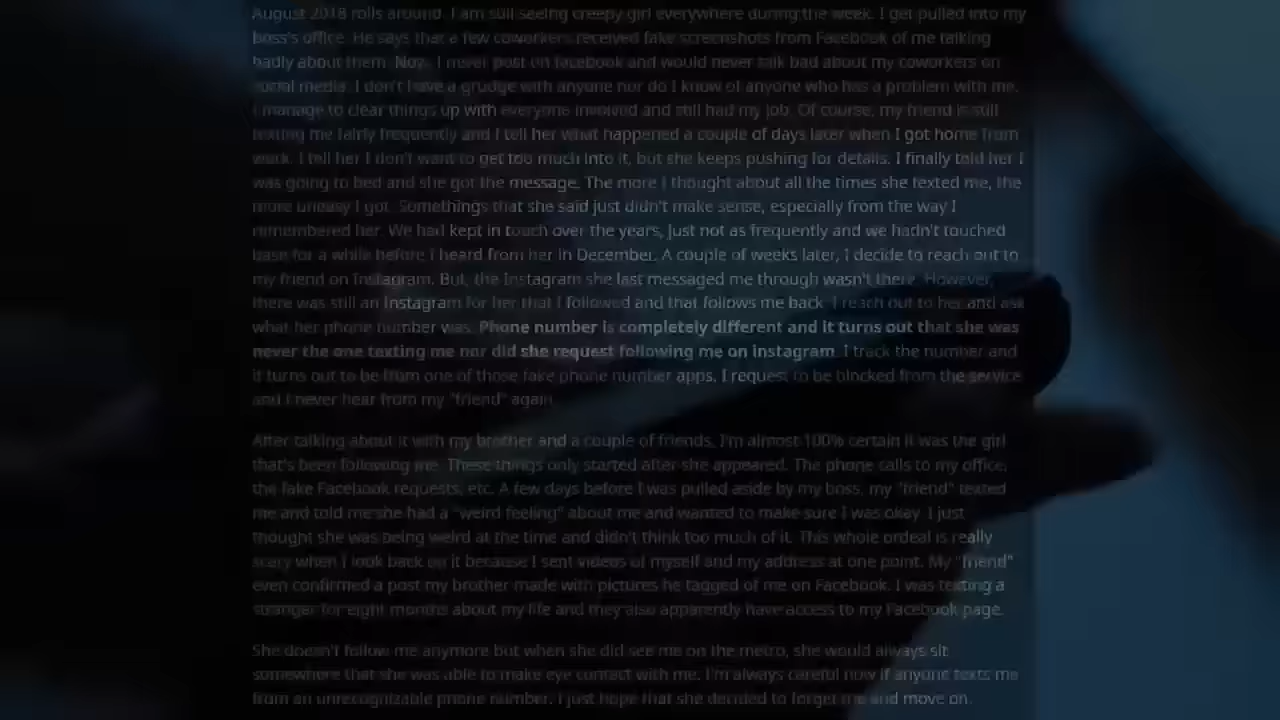 August 2018 rolls around. I am still seeing creepy girl everywhere during the week. I get pulled into my
boss's office. He says that a few coworkers received fake screenshots from Facebook of me talking
badly about them. Now, I never post on facebook and would never talk bad about my coworkers on
social media. I don't have a grudge with anyone nor do I know of anyone who has a problem with me.
I manage to clear things up with everyone involved and still had my job. Of course, my friend is still
texting me fairly frequently and I tell her what happened a couple of days later when I got home from
work. I tell her I don't want to get too much into it, but she keeps pushing for details. I finally told her I
was going to bed and she got the message. The more I thought about all the times she texted me, the
more uneasy I got. Somethings that she said just didn't make sense, especially from the way I
remembered her. We had kept in touch over the years, just not as frequently and we hadn't touched
base for a while before I heard from her in December. A couple of weeks later, I decide to reach out to
my friend on Instagram. But, the Instagram she last messaged me through wasn't there. However,
there was still an Instagram for her that I followed and that follows me back. I reach out to her and ask
what her phone number was. Phone number is completely different and it turns out that she was
never the one texting me nor did she request following me on instagram. I track the number and
it turns out to be from one of those fake phone number apps. I request to be blocked from the service
and I never hear from my "friend" again.
After talking about it with my brother and a couple of friends, I'm almost 100% certain it was the girl
that's been following me. These things only started after she appeared. The phone calls to my office,
the fake Facebook requests, etc. A few days before I was pulled aside by my boss, my "friend" texted
me and told me she had a "weird feeling" about me and wanted to make sure I was okay. I just
thought she was being weird at the time and didn't think too much of it. This whole ordeal is really
scary when I look back on it because I sent videos of myself and my address at one point. My "friend"
even confirmed a post my brother made with pictures he tagged of me on Facebook. I was texting a
stranger for eight months about my life and they also apparently have access to my Facebook page.
She doesn't follow me anymore but when she did see me on the metro, she would always sit
somewhere that she was able to make eye contact with me. I'm always careful now if anyone texts me
from an unrecognizable phone number. I just hope that she decided to forget me and move on.